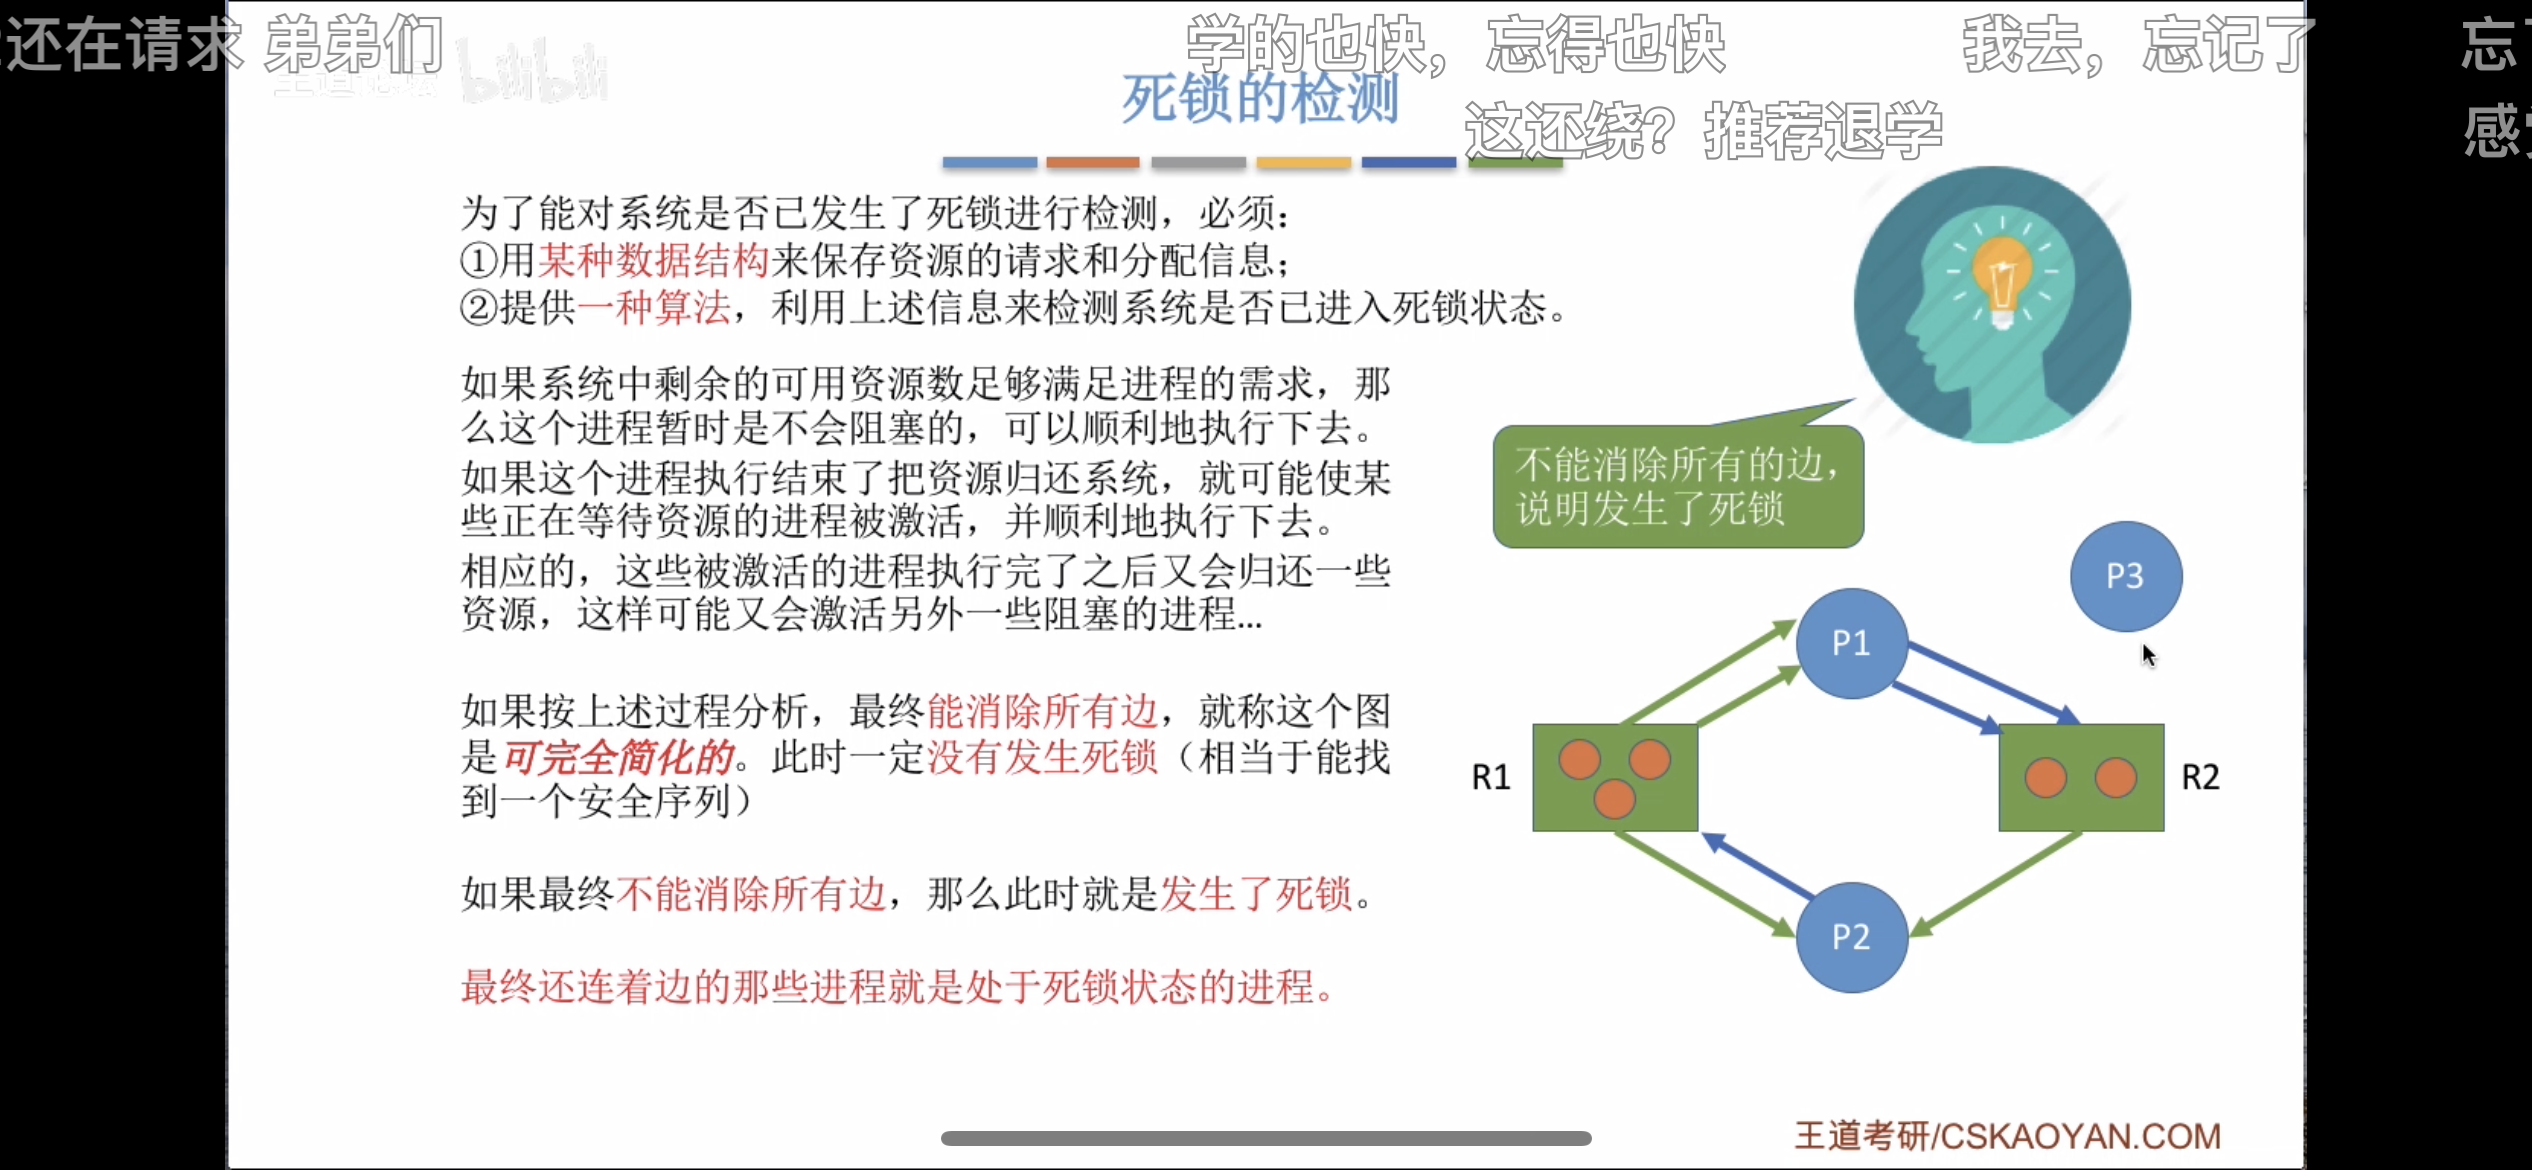 还在请求
弟弟们
学的也快，忘得也快
我去，忘记了
王道论坛
bilibili
死锁的检测
这还绕？推荐退学
为了能对系统是否已发生了死锁进行检测，必须：
①用某种数据结构来保存资源的请求和分配信息；
②提供一种算法，利用上述信息来检测系统是否已进入死锁状态。
如果系统中剩余的可用资源数足够满足进程的需求，那
么这个进程暂时是不会阻塞的，可以顺利地执行下去。
如果这个进程执行结束了把资源归还系统，就可能使某
些正在等待资源的进程被激活，并顺利地执行下去。
相应的，这些被激活的进程执行完了之后又会归还一些
资源，这样可能又会激活另外一些阻塞的进程...
如果按上述过程分析，最终能消除所有边，就称这个图
是可完全简化的。此时一定没有发生死锁（相当于能找
到一个安全序列）
如果最终不能消除所有边，那么此时就是发生了死锁。
最终还连着边的那些进程就是处于死锁状态的进程。
不能消除所有的边，
说明发生了死锁
P3
P1
R1
R2
P2
王道考研/CSKAOYAN.COM